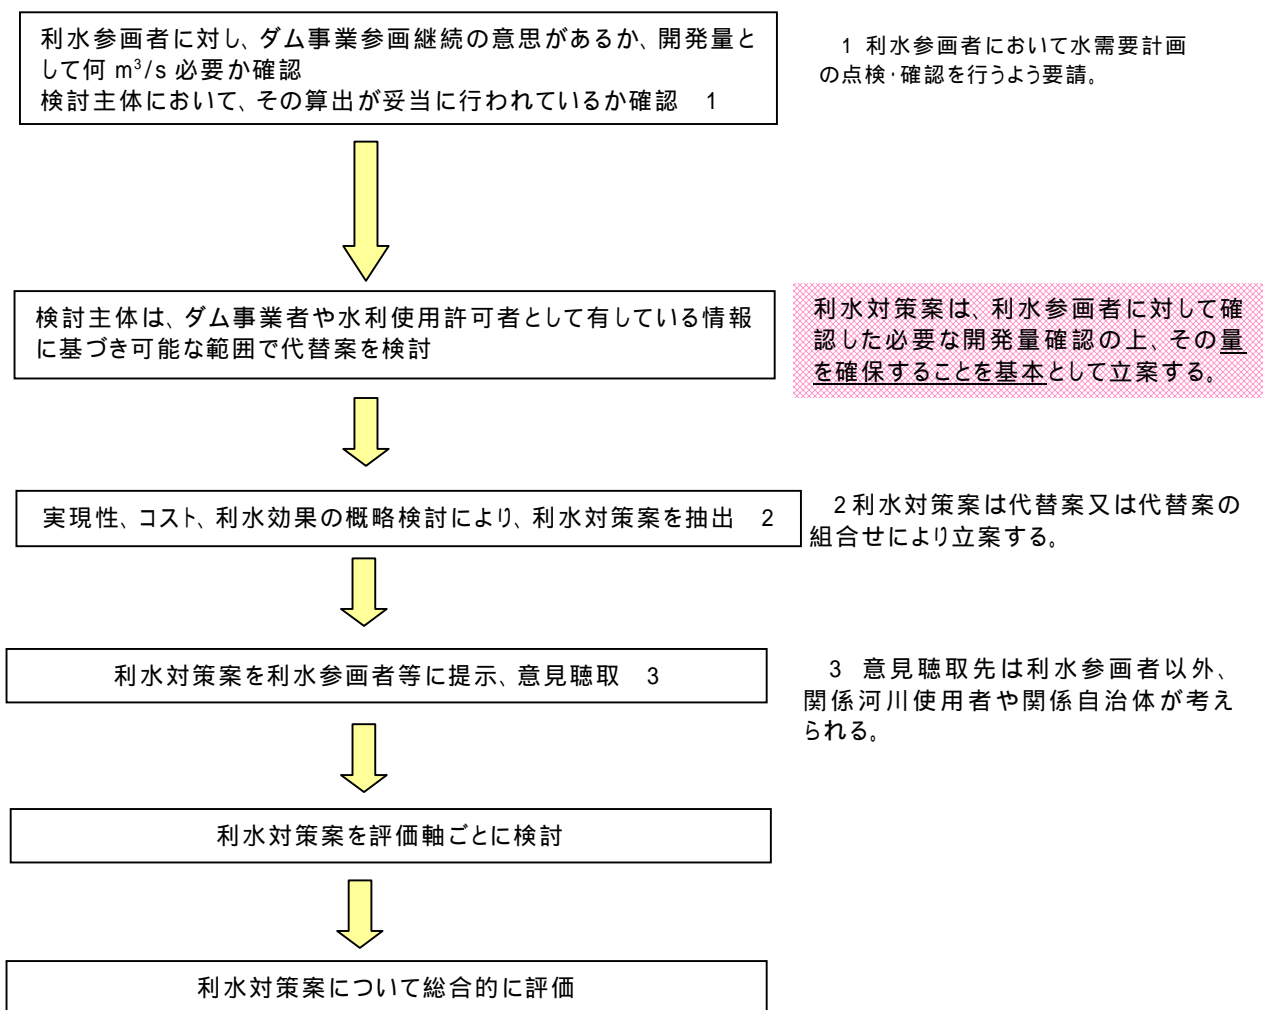 利水参画者に対し、ダム事業参画継続の意思があるか、開発量と
して何 m³/s 必要か確認
検討主体において、その算出が妥当に行われているか確認　1
1 利水参画者において水需要計画
の点検・確認を行うよう要請。
検討主体は、ダム事業者や水利使用許可者として有している情報
に基づき可能な範囲で代替案を検討
利水対策案は、利水参画者に対して確
認した必要な開発量確認の上、その量
を確保することを基本として立案する。
実現性、コスト、利水効果の概略検討により、利水対策案を抽出　2
2利水対策案は代替案又は代替案の
組合せにより立案する。
利水対策案を利水参画者等に提示、意見聴取　3
3 意見聴取先は利水参画者以外、
関係河川使用者や関係自治体が考え
られる。
利水対策案を評価軸ごとに検討
利水対策案について総合的に評価